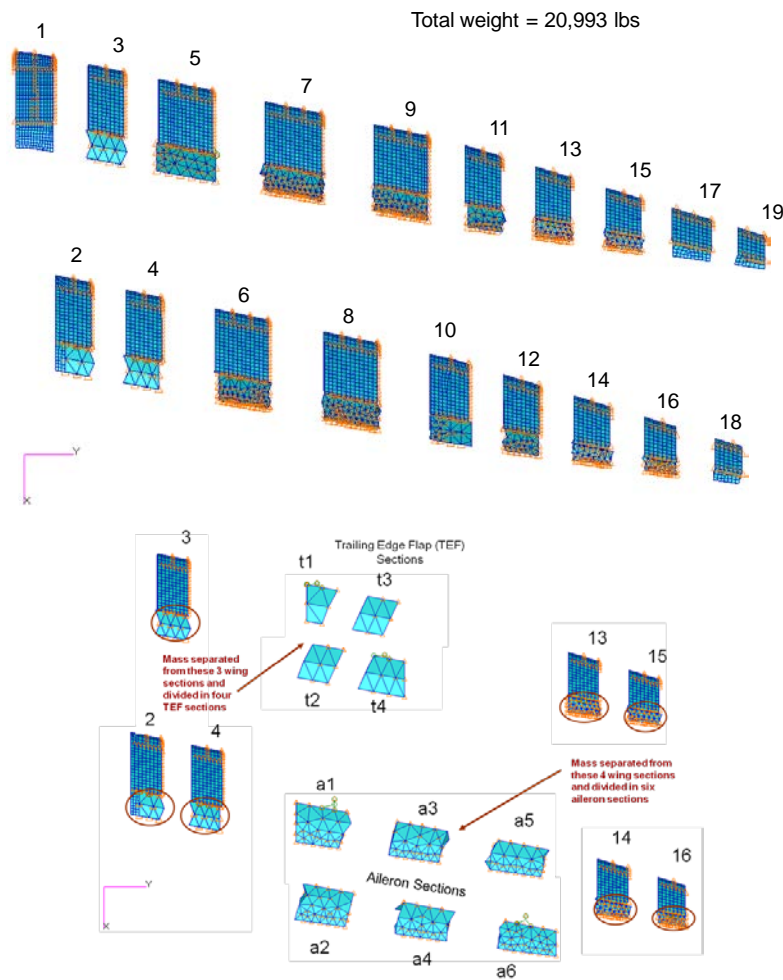 Total weight = 20,993 lbs
1
3
5
7
9
11
13
15
17
19
2
4
6
8
10
12
14
16
18
Y
X
3
Trailing Edge Flap (TEF)
Sections
t1
t3
Mass separated
from these 3 wing
sections and
divided in four
TEF sections
t2
t4
2
4
13
15
Mass separated from
these 4 wing sections
and divided in six
aileron sections
a1
a3
a5
Aileron Sections
a2
a4
a6
14
16
Y
X